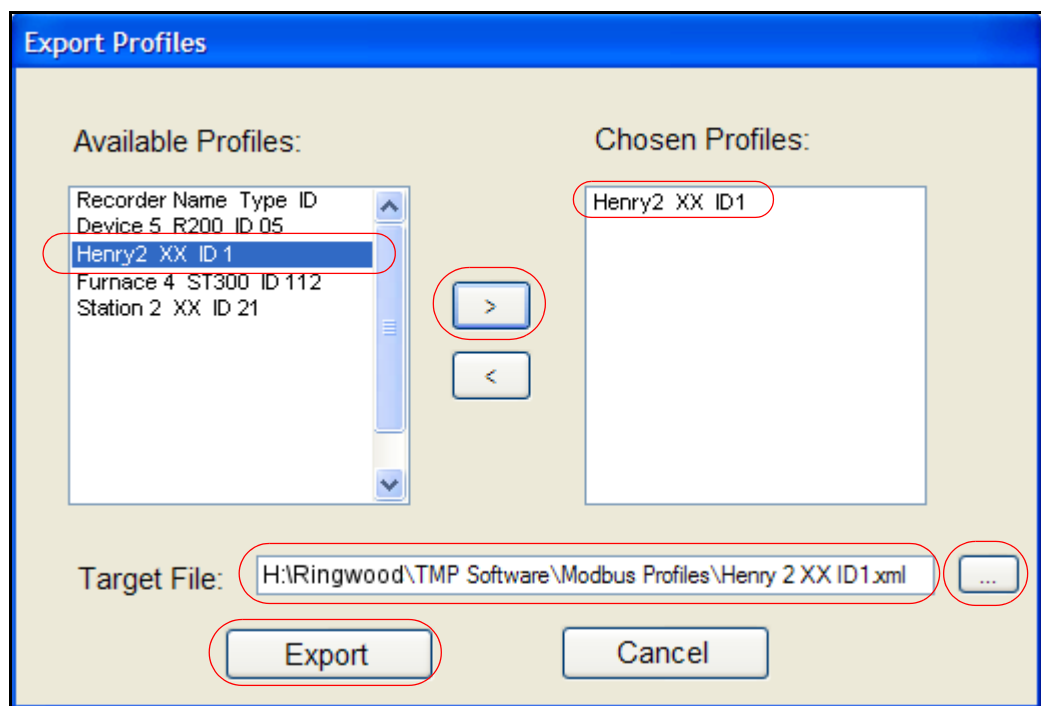 Export Profiles
Available Profiles:
Recorder Name Type ID
Device 5 R200 ID 05
Henry2 XX ID 1
Furnace 4 ST300 ID 112
Station 2 XX ID 21
>
<
Chosen Profiles:
Henry2 XX ID1
Target File: H:\Ringwood\TMP Software\Modbus Profiles\Henry 2 XX ID1.xml ...
Export Cancel